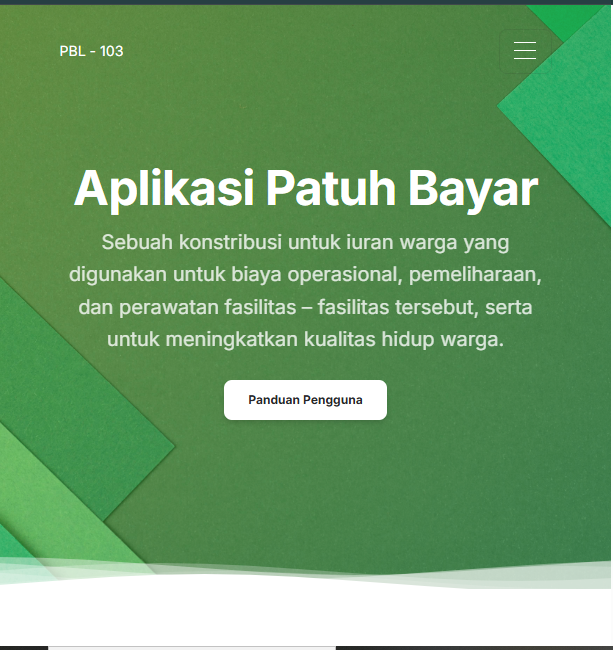 PBL - 103
Aplikasi Patuh Bayar
Sebuah konstribusi untuk iuran warga yang
digunakan untuk biaya operasional, pemeliharaan,
dan perawatan fasilitas – fasilitas tersebut, serta
untuk meningkatkan kualitas hidup warga.
Panduan Pengguna